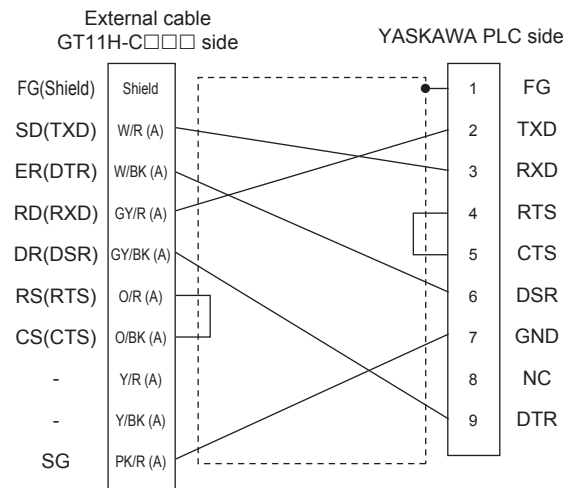 External cable
GT11H-C□□□ side
YASKAWA PLC side
FG(Shield) Shield 1 FG
SD(TXD) W/R (A) 2 TXD
ER(DTR) W/BK (A) 3 RXD
RD(RXD) GY/R (A) 4 RTS
DR(DSR) GY/BK (A) 5 CTS
RS(RTS) O/R (A) 6 DSR
CS(CTS) O/BK (A) 7 GND
- Y/R (A) 8 NC
- Y/BK (A) 9 DTR
SG PK/R (A)